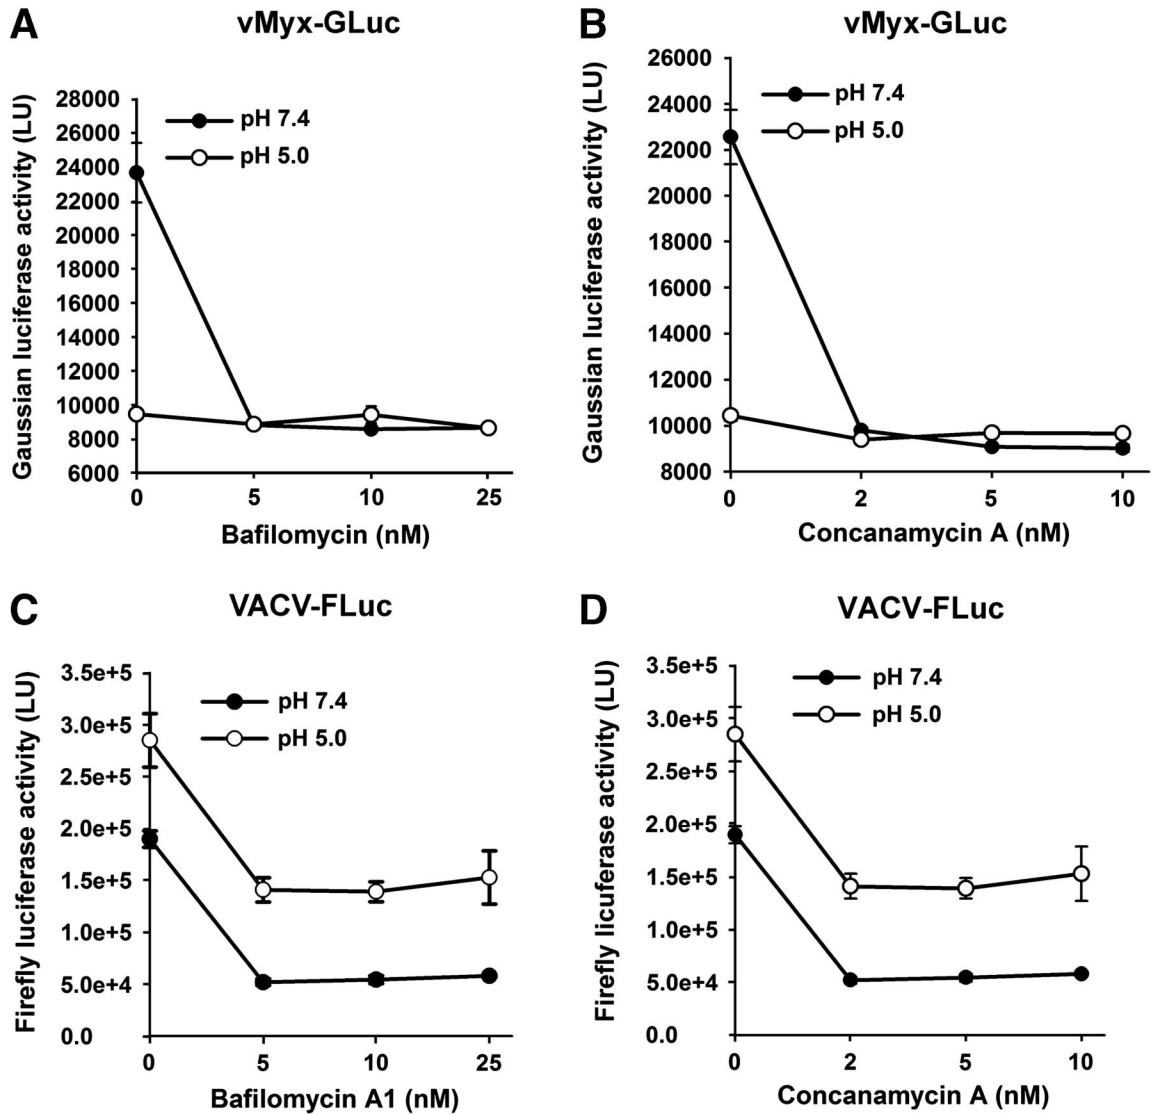 A
vMyx-GLuc
Gaussian luciferase activity (LU)
28000
26000
24000
22000
20000
18000
16000
14000
12000
10000
8000
6000
pH 7.4
pH 5.0
0 5 10 25
Bafilomycin (nM)
B
vMyx-GLuc
Gaussian luciferase activity (LU)
26000
24000
22000
20000
18000
16000
14000
12000
10000
8000
pH 7.4
pH 5.0
0 2 5 10
Concanamycin A (nM)
C
VACV-FLuc
Firefly luciferase activity (LU)
3.5e+5
3.0e+5
2.5e+5
2.0e+5
1.5e+5
1.0e+5
5.0e+4
0.0
pH 7.4
pH 5.0
0 5 10 25
Bafilomycin A1 (nM)
D
VACV-FLuc
Firefly licuferase activity (LU)
3.5e+5
3.0e+5
2.5e+5
2.0e+5
1.5e+5
1.0e+5
5.0e+4
0.0
pH 7.4
pH 5.0
0 2 5 10
Concanamycin A (nM)